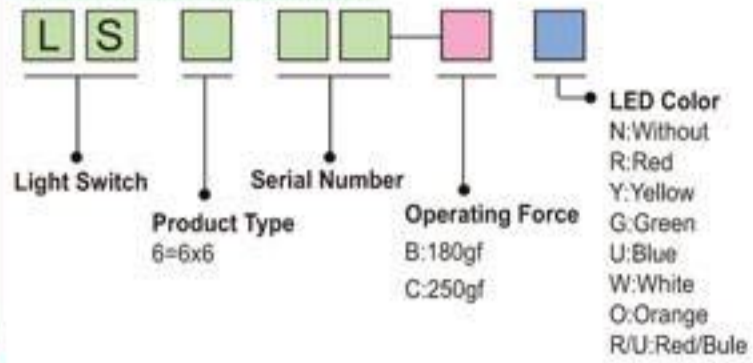 L S
Light Switch
Product Type
6=6x6
Serial Number
Operating Force
B:180gf
C:250gf
LED Color
N:Without
R:Red
Y:Yellow
G:Green
U:Blue
W:White
O:Orange
R/U:Red/Bule